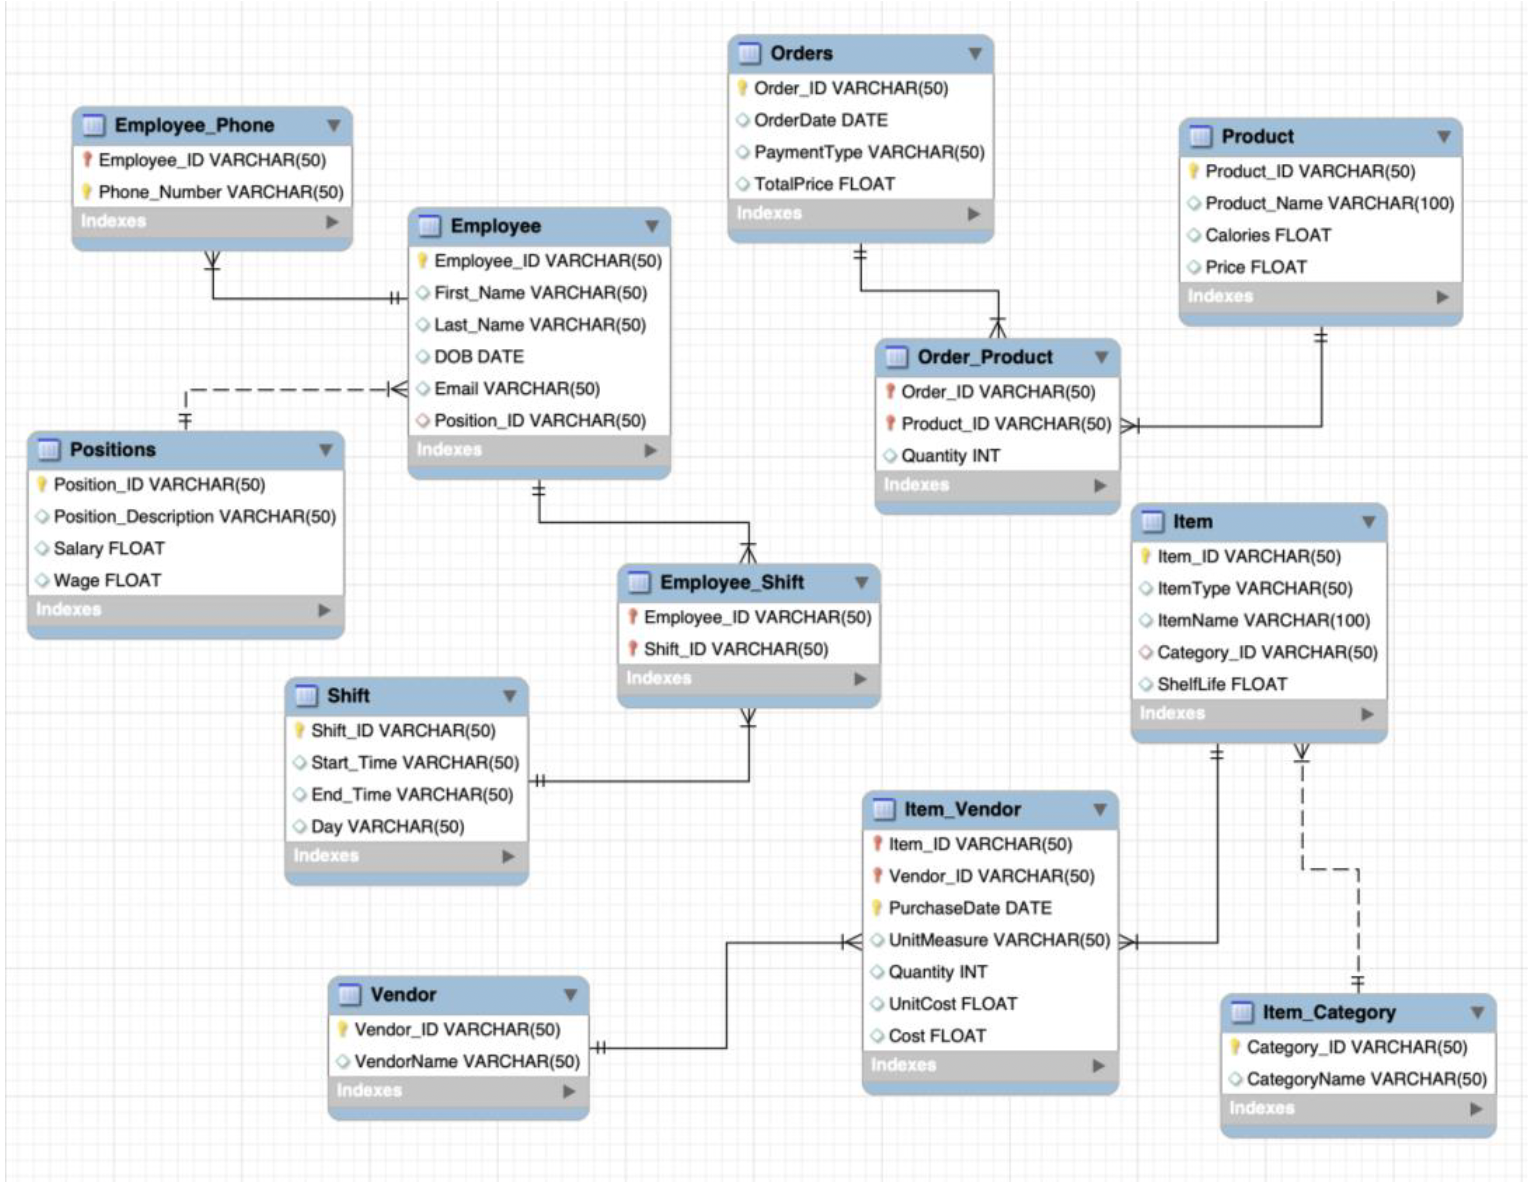 Orders
Order_ID VARCHAR(50)
OrderDate DATE
PaymentType VARCHAR(50)
TotalPrice FLOAT
Indexes
Employee_Phone
Employee_ID VARCHAR(50)
Phone_Number VARCHAR(50)
Indexes
Product
Product_ID VARCHAR(50)
Product_Name VARCHAR(100)
Calories FLOAT
Price FLOAT
Indexes
Employee
Employee_ID VARCHAR(50)
First_Name VARCHAR(50)
Last_Name VARCHAR(50)
DOB DATE
Email VARCHAR(50)
Position_ID VARCHAR(50)
Indexes
Order_Product
Order_ID VARCHAR(50)
Product_ID VARCHAR(50)
Quantity INT
Indexes
Positions
Position_ID VARCHAR(50)
Position_Description VARCHAR(50)
Salary FLOAT
Wage FLOAT
Indexes
Item
Item_ID VARCHAR(50)
ItemType VARCHAR(50)
ItemName VARCHAR(100)
Category_ID VARCHAR(50)
ShelfLife FLOAT
Indexes
Employee_Shift
Employee_ID VARCHAR(50)
Shift_ID VARCHAR(50)
Indexes
Shift
Shift_ID VARCHAR(50)
Start_Time VARCHAR(50)
End_Time VARCHAR(50)
Day VARCHAR(50)
Indexes
Item_Vendor
Item_ID VARCHAR(50)
Vendor_ID VARCHAR(50)
PurchaseDate DATE
UnitMeasure VARCHAR(50)
Quantity INT
UnitCost FLOAT
Cost FLOAT
Indexes
Vendor
Vendor_ID VARCHAR(50)
VendorName VARCHAR(50)
Indexes
Item_Category
Category_ID VARCHAR(50)
CategoryName VARCHAR(50)
Indexes